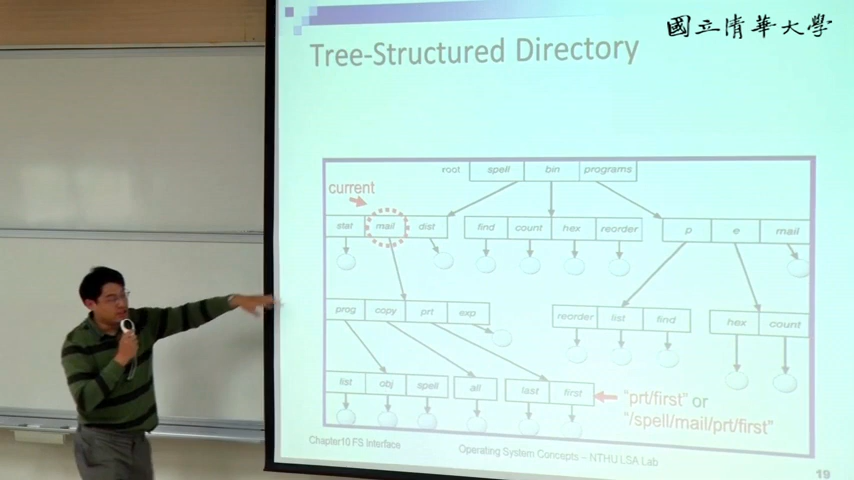 國立清華大學
Tree-Structured Directory
root spell bin programs
current
stat mail dist find count hex reorder p e mail
prog copy prt exp reorder list find hex count
list obj spell all last first
"prt/first" or
"/spell/mail/prt/first"
Chapter10 FS Interface
Operating System Concepts – NTHU LSA Lab
19